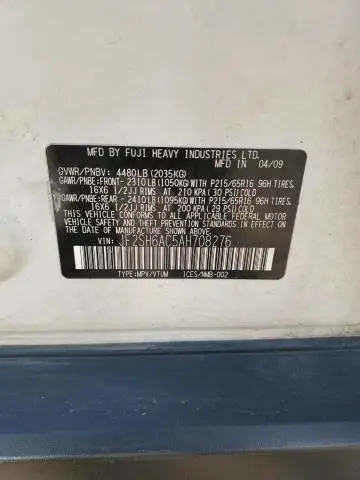 MFD BY FUJI HEAVY INDUSTRIES LTD.
MFD IN 04/09
GVWR/PNBV: 4480LB(2035KG)
GAWR/PNBE:FRONT- 2310LB(1050KG)WITH P215/65R16 96H TIRES,
16X6 1/2JJ RIMS AT 210 KPA(30 PSI)COLD
GAWR/PNBE:REAR - 2410LB(1095KG)WITH P215/65R16 96H TIRES,
16X6 1/2JJ RIMS AT 200 KPA(29 PSI)COLD
THIS VEHICLE CONFORMS TO ALL APPLICABLE FEDERAL MOTOR
VEHICLE SAFETY AND THEFT PREVENTION STANDARDS IN EFFECT
ON THE DATE OF MANUFACTURE SHOWN ABOVE.
VIN: JF2SH6AC5AH708276
TYPE:MPV/VTUM ICES/NMB-002